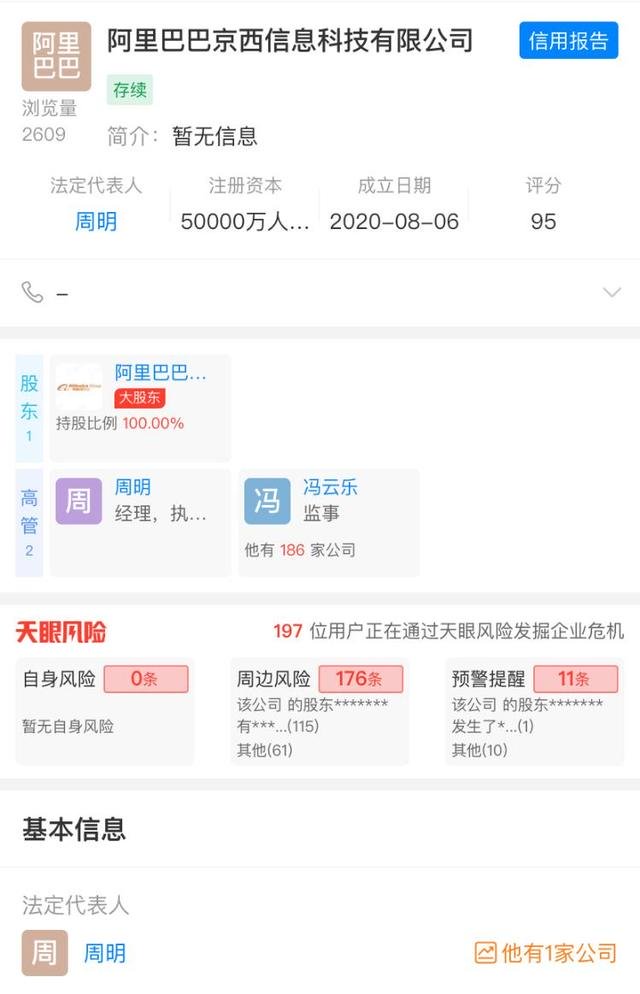 阿里
巴巴
阿里巴巴京西信息科技有限公司
信用报告
存续
浏览量
2609
简介： 暂无信息
法定代表人 注册资本 成立日期 评分
周明 50000万人... 2020-08-06 95
–
股东
1
阿里巴巴...
大股东
持股比例 100.00%
高管
2
周 周明
经理，执...
冯 冯云乐
监事
他有 186 家公司
天眼风险
197 位用户正在通过天眼风险发掘企业危机
自身风险 0条
暂无自身风险
周边风险 176条
该公司 的股东*******
有***...(115)
其他(61)
预警提醒 11条
该公司 的股东*******
发生了*...(1)
其他(10)
基本信息
法定代表人
周 周明
他有1家公司